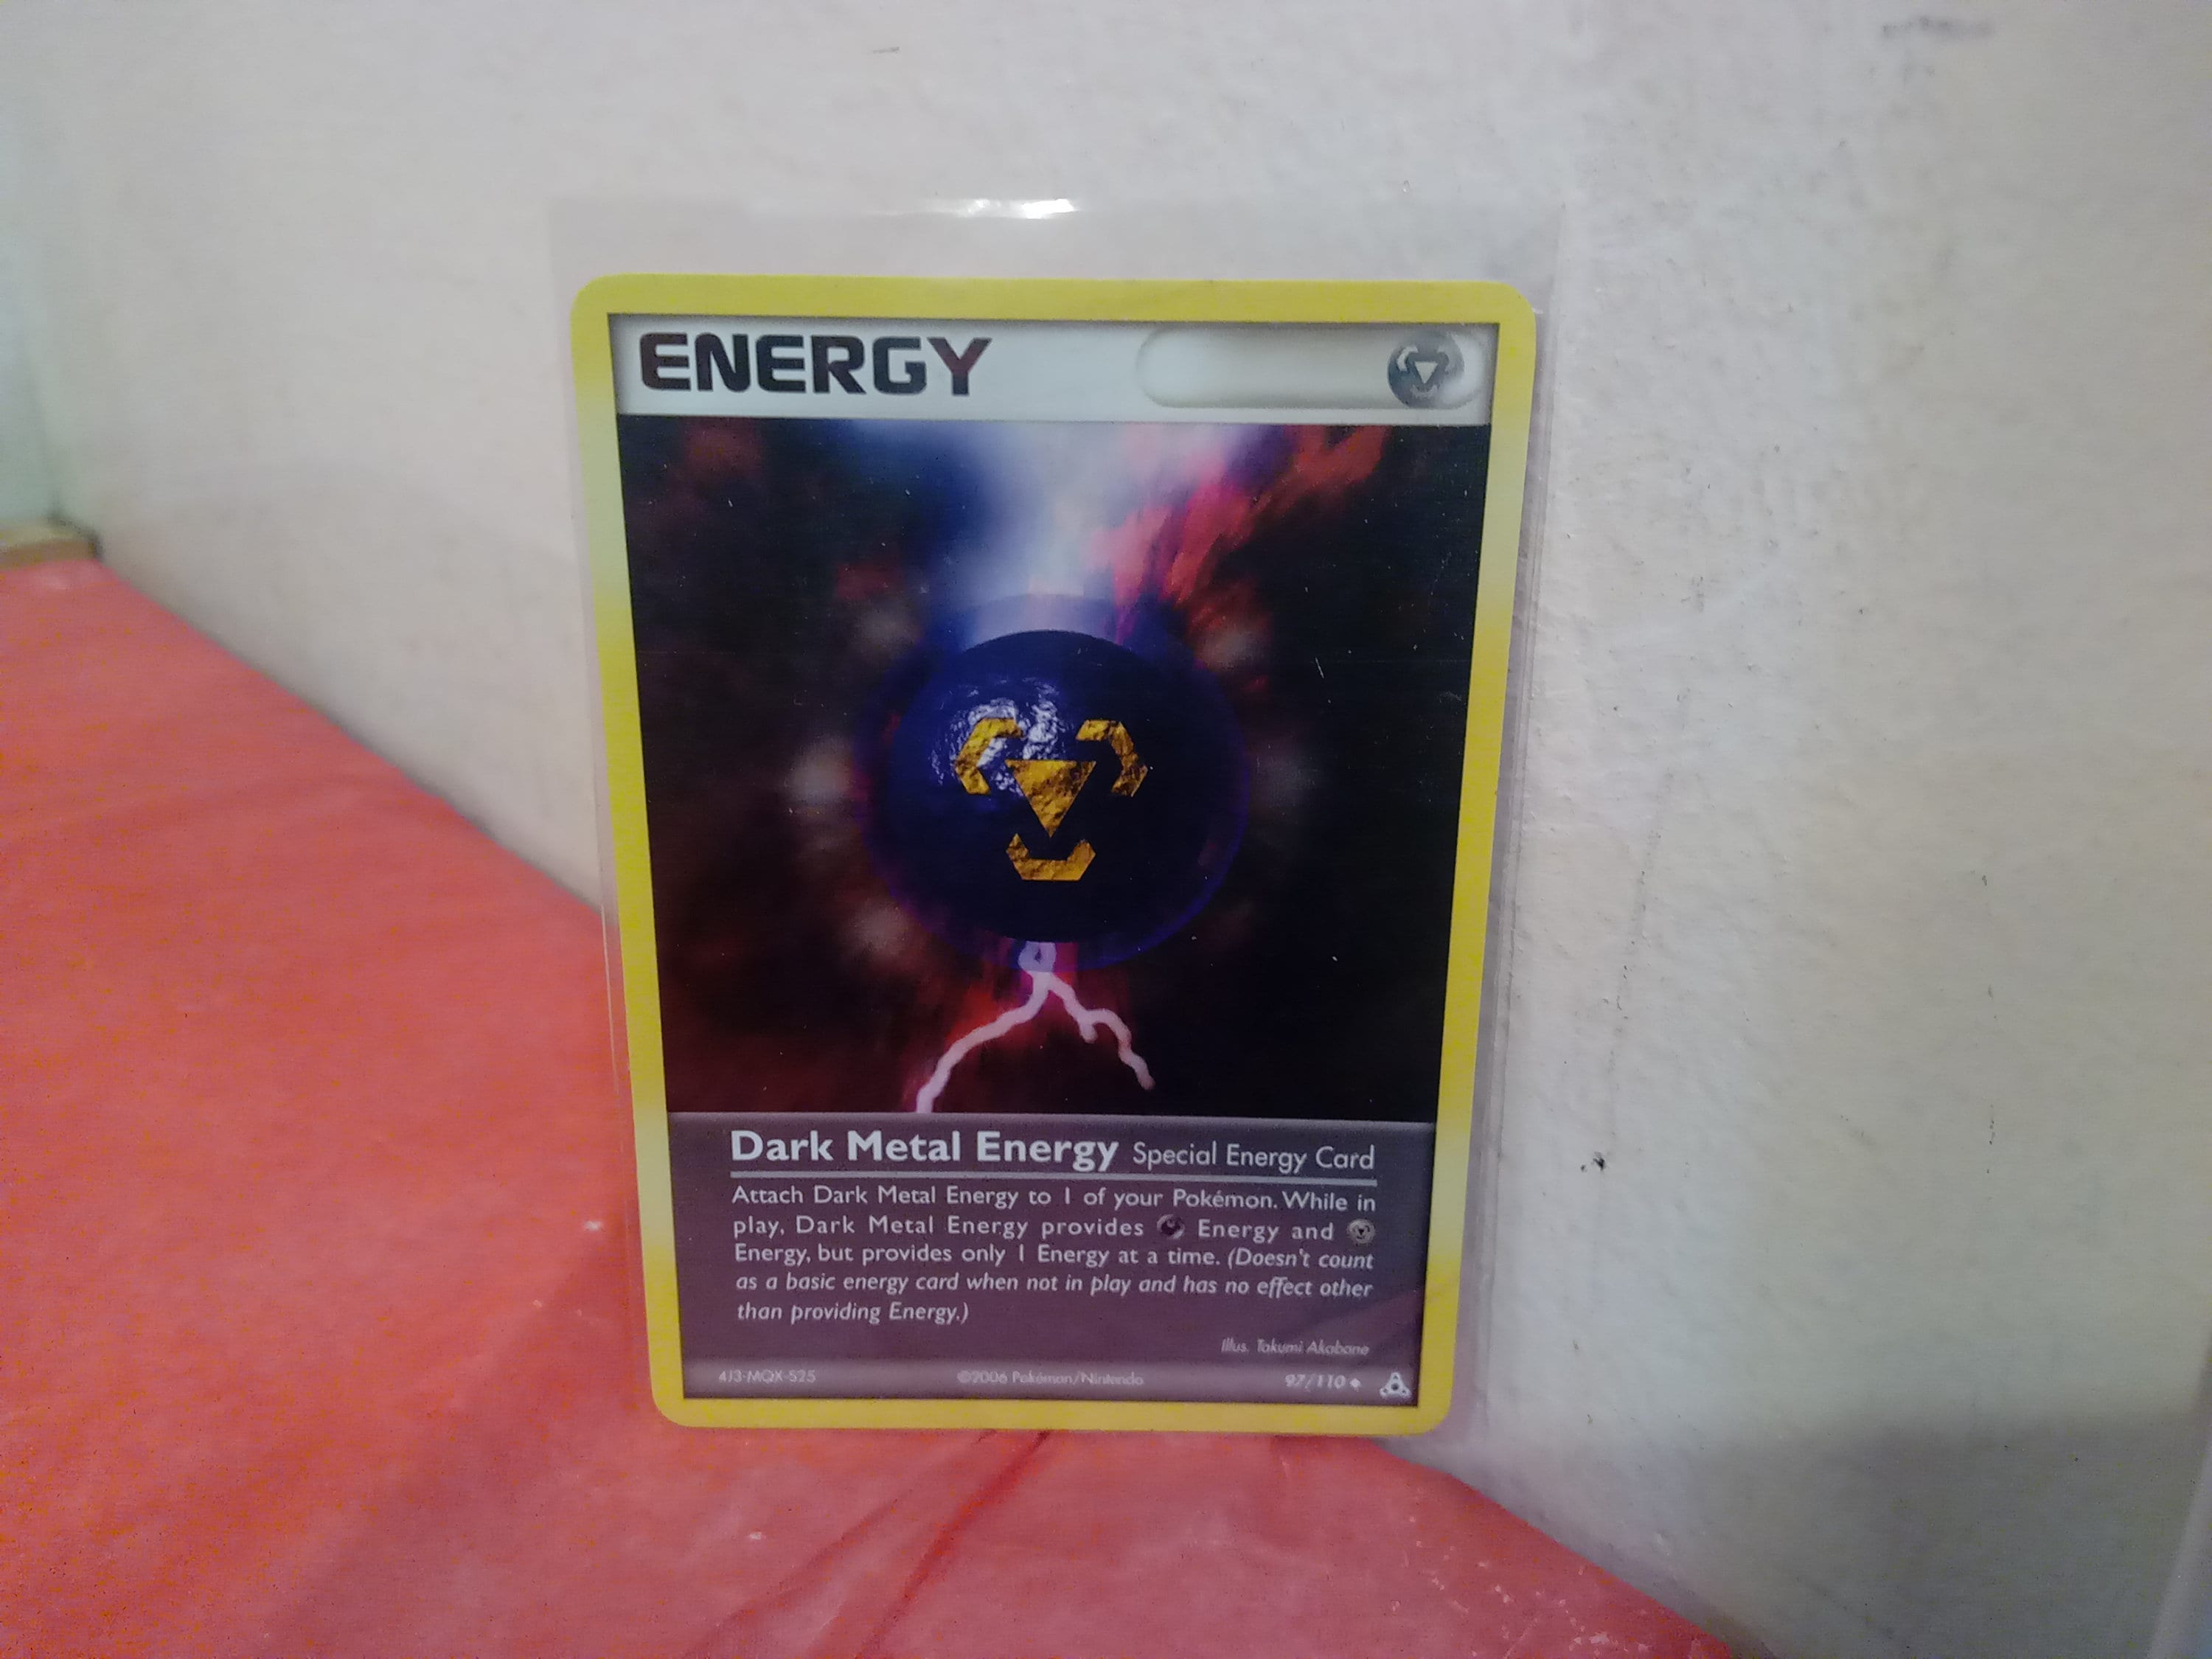 ENERGY
Dark Metal Energy Special Energy Card
Attach Dark Metal Energy to 1 of your Pokémon. While in
play, Dark Metal Energy provides Energy and
Energy, but provides only 1 Energy at a time. (Doesn't count
as a basic energy card when not in play and has no effect other
than providing Energy.)
Illus. Takumi Akabane
4J3-MQX-525 ©2006 Pokémon/Nintendo 97/110